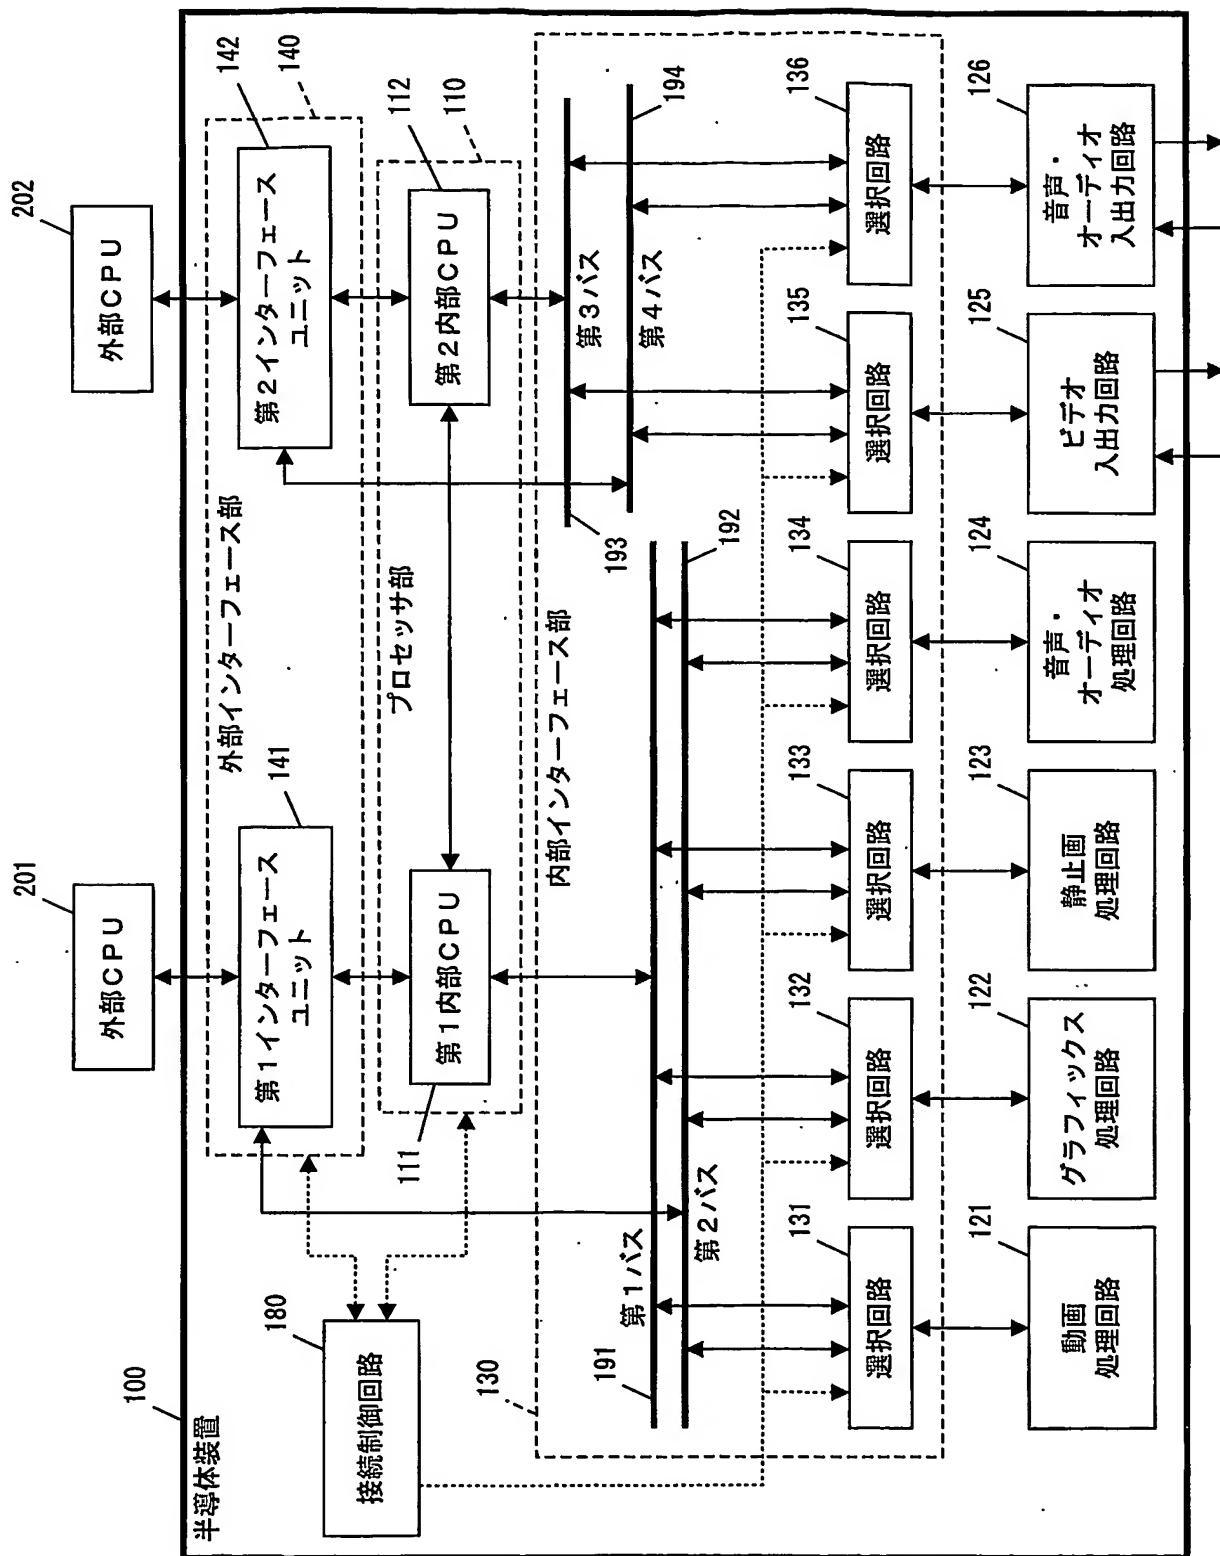 201
外部CPU
202
外部CPU
100
半導体装置
外部インターフェース部
140
141
第1インターフェース
ユニット
142
第2インターフェース
ユニット
180
接続制御回路
プロセッサ部
110
111
第1内部CPU
112
第2内部CPU
130
内部インターフェース部
191
第1バス
192
第2バス
193
第3バス
194
第4バス
131
選択回路
132
選択回路
133
選択回路
134
選択回路
135
選択回路
136
選択回路
121
動画
処理回路
122
グラフィックス
処理回路
123
静止画
処理回路
124
音声・
オーディオ
処理回路
125
ビデオ
入出力回路
126
音声・
オーディオ
入出力回路